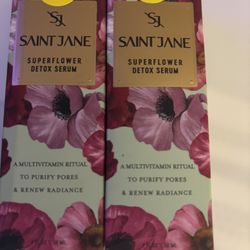 SJ
SAINT JANE
SUPERFLOWER
DETOX SERUM
A MULTIVITAMIN RITUAL
TO PURIFY PORES
& RENEW RADIANCE
SJ
SAINT JANE
SUPERFLOWER
DETOX SERUM
A MULTIVITAMIN RITUAL
TO PURIFY PORES
& RENEW RADIANCE